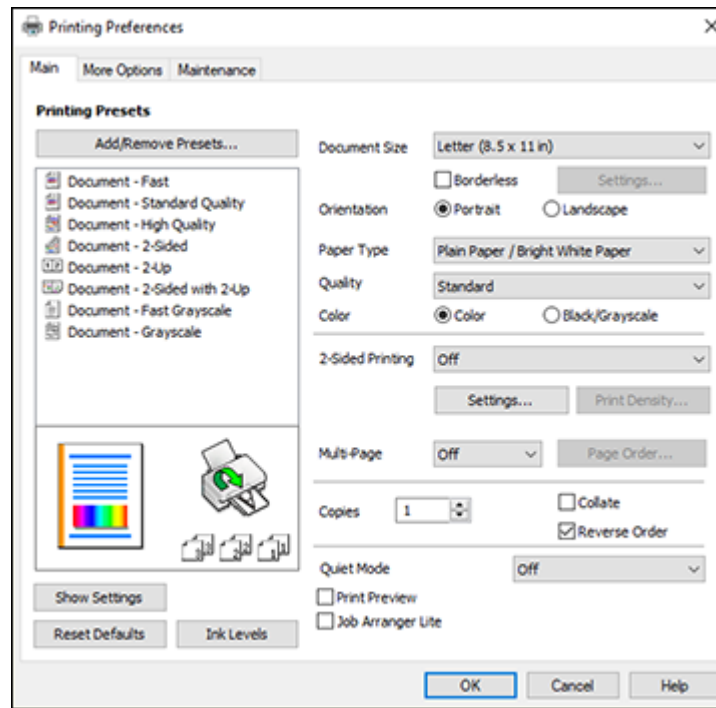 Printing Preferences
Main More Options Maintenance
Printing Presets
Add/Remove Presets...
Document - Fast
Document - Standard Quality
Document - High Quality
Document - 2-Sided
Document - 2-Up
Document - 2-Sided with 2-Up
Document - Fast Grayscale
Document - Grayscale
Show Settings
Reset Defaults Ink Levels
Document Size Letter (8.5 x 11 in)
Borderless Settings...
Orientation Portrait Landscape
Paper Type Plain Paper / Bright White Paper
Quality Standard
Color Color Black/Grayscale
2-Sided Printing Off
Settings... Print Density...
Multi-Page Off Page Order...
Copies 1 Collate
Reverse Order
Quiet Mode Off
Print Preview
Job Arranger Lite
OK Cancel Help